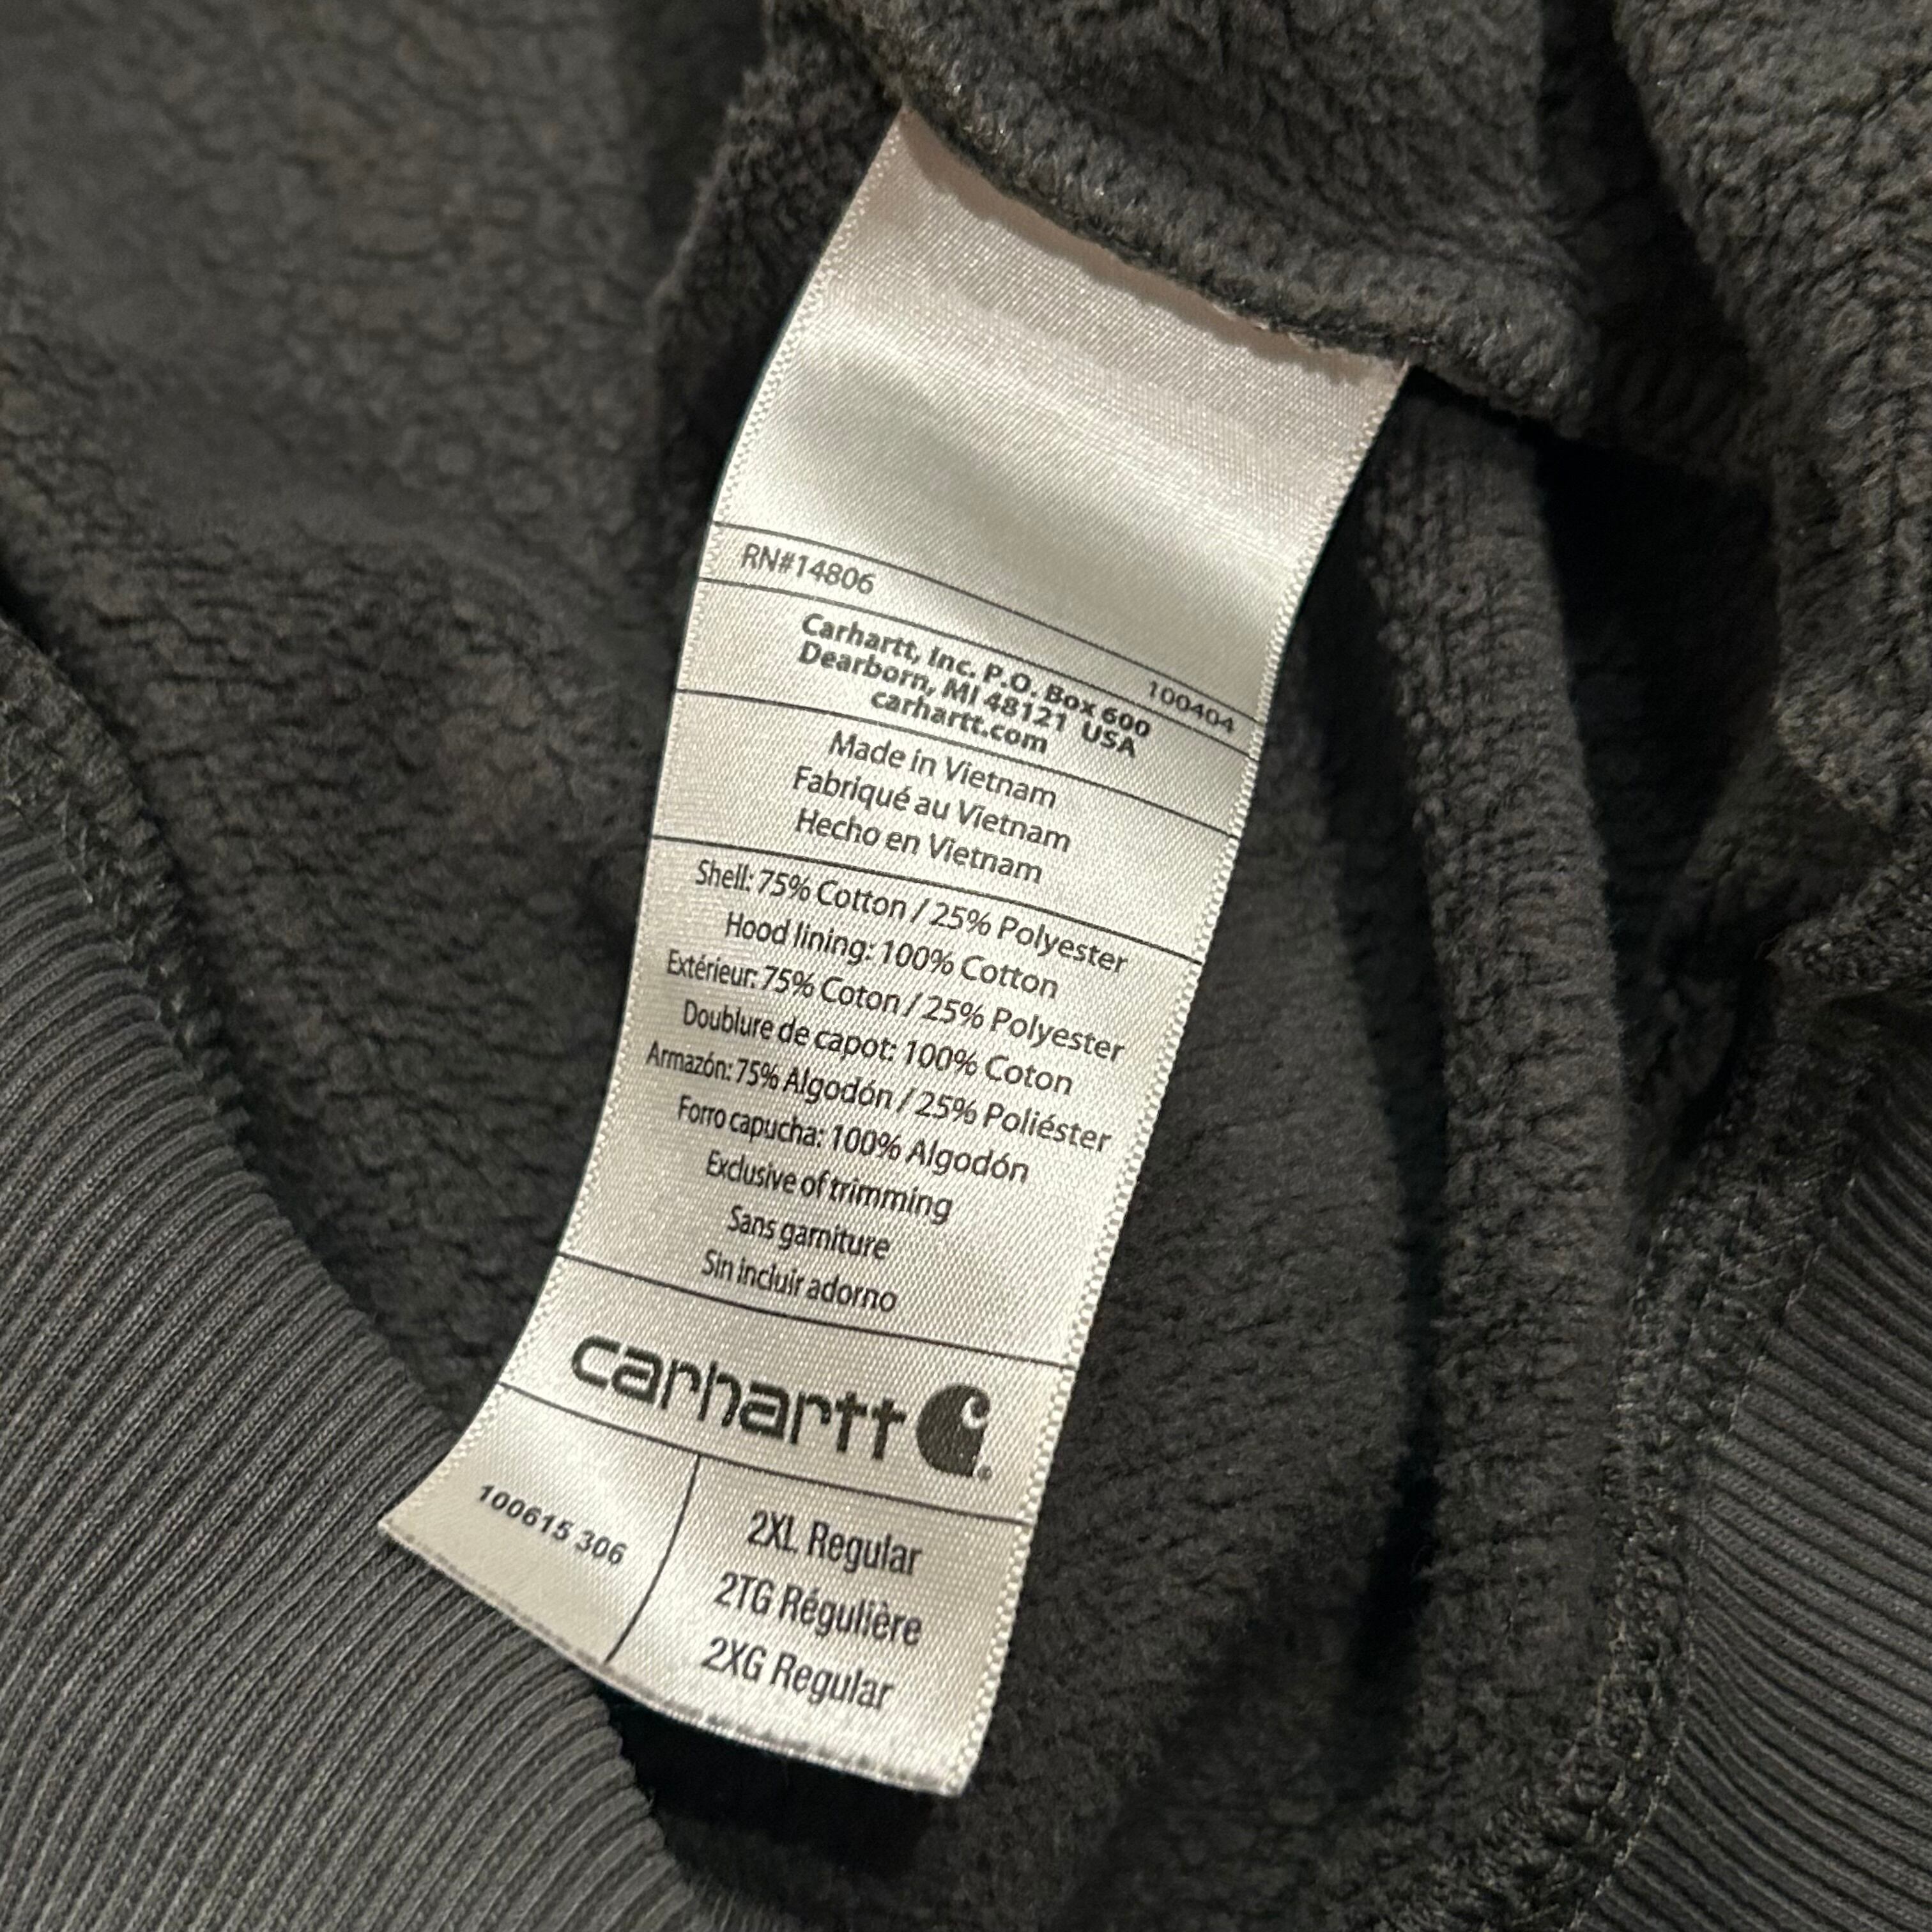 RN#14806 100404
Carhartt, Inc. P.O. Box 600
Dearborn, MI 48121 USA
carhartt.com
Made in Vietnam
Fabriqué au Vietnam
Hecho en Vietnam
Shell: 75% Cotton / 25% Polyester
Hood lining: 100% Cotton
Extérieur: 75% Coton / 25% Polyester
Doublure de capot: 100% Coton
Armazón: 75% Algodón / 25% Poliéster
Forro capucha: 100% Algodón
Exclusive of trimming
Sans garniture
Sin incluir adorno
carhartt
100615 306
2XL Regular
2TG Régulière
2XG Regular